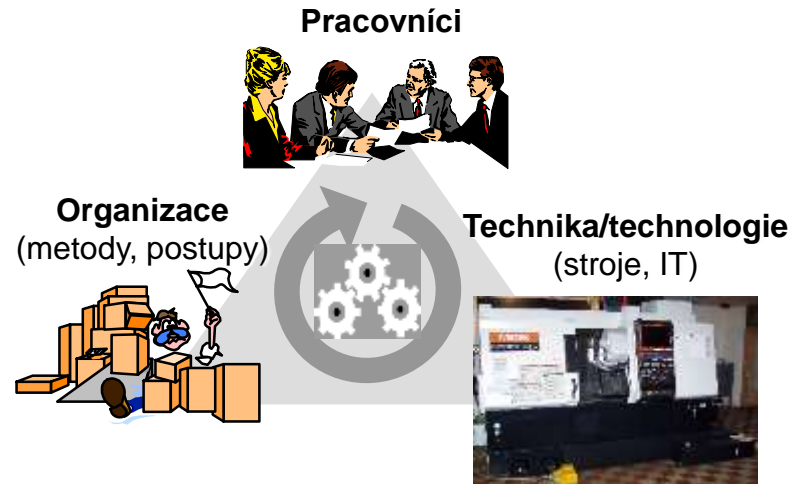 Pracovníci
Organizace
(metody, postupy)
Technika/technologie
(stroje, IT)